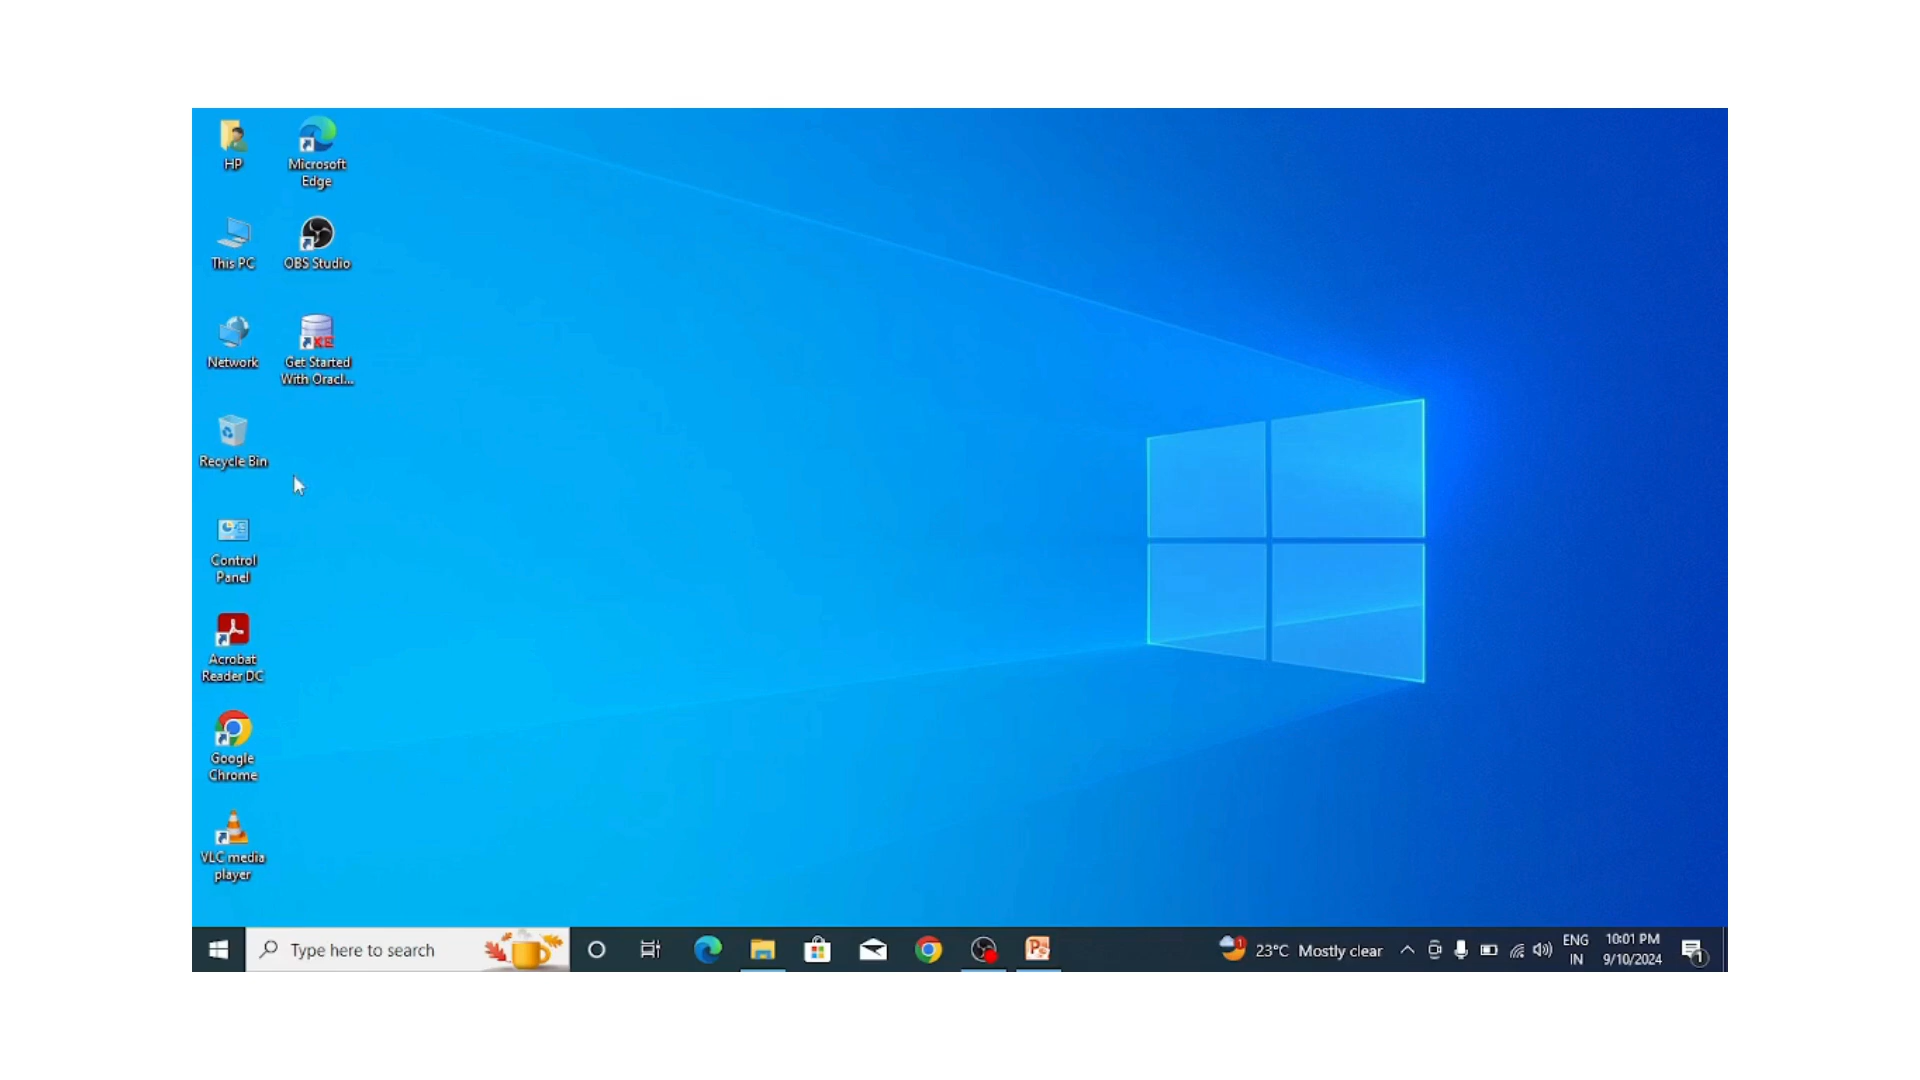 HP
Microsoft
Edge
This PC
OBS Studio
Network
Get Started
With Oracl...
Recycle Bin
Control
Panel
Acrobat
Reader DC
Google
Chrome
VLC media
player
Type here to search
23°C Mostly clear
ENG
IN
10:01 PM
9/10/2024